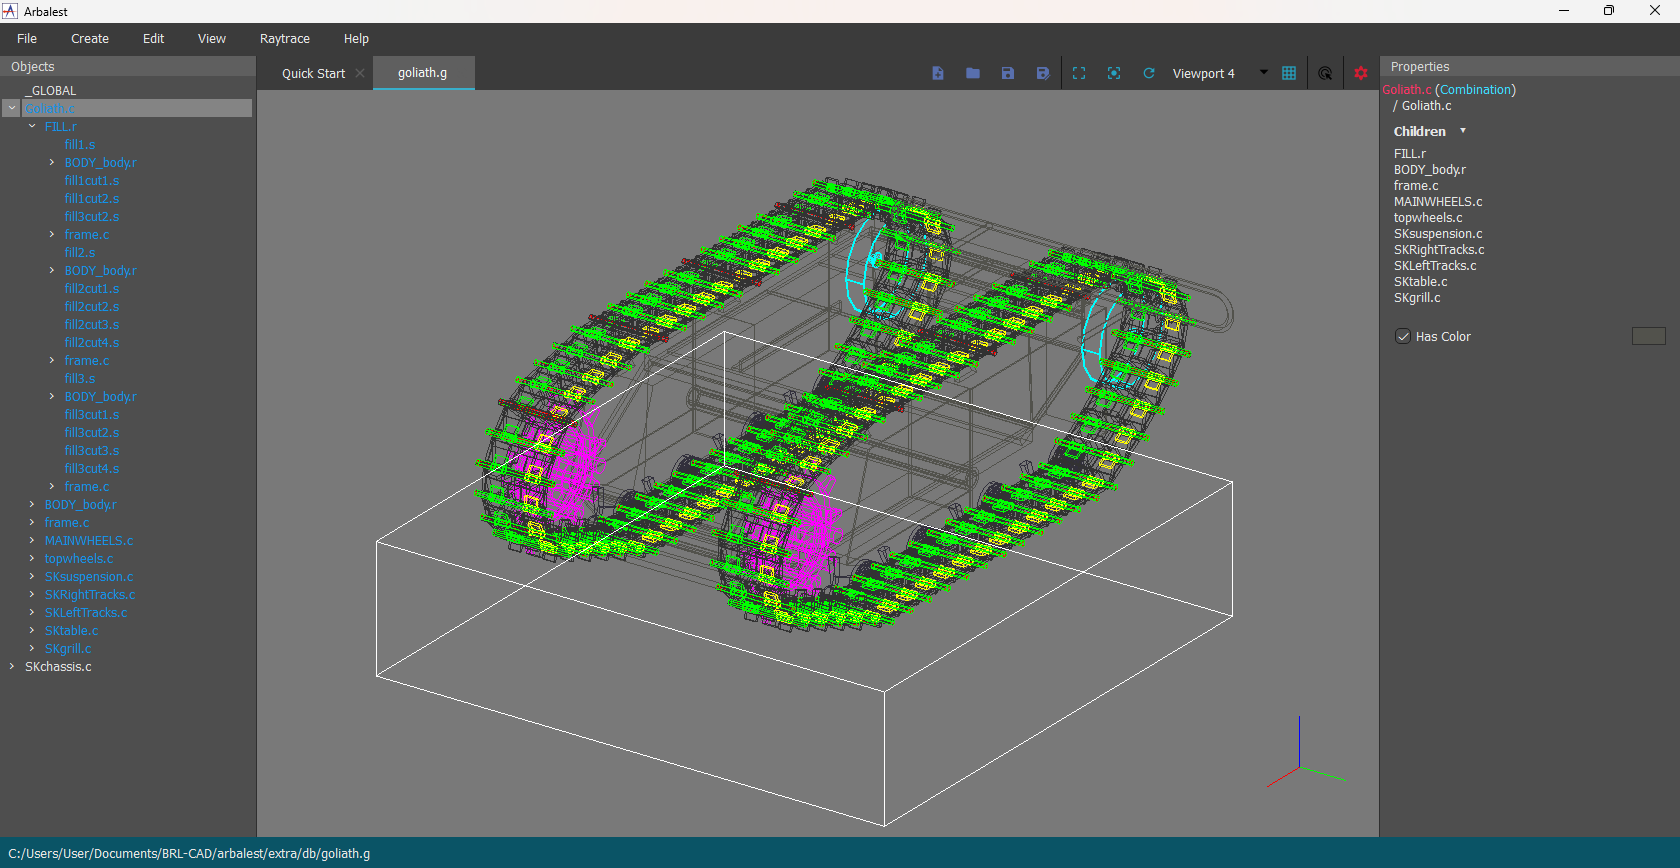 Arbalest
File Create Edit View Raytrace Help
Objects
_GLOBAL
Goliath.c
FILL.r
fill1.s
BODY_body.r
fill1cut1.s
fill1cut2.s
fill3cut2.s
frame.c
fill2.s
BODY_body.r
fill2cut1.s
fill2cut2.s
fill2cut3.s
fill2cut4.s
frame.c
fill3.s
BODY_body.r
fill3cut1.s
fill3cut2.s
fill3cut3.s
fill3cut4.s
frame.c
BODY_body.r
frame.c
MAINWHEELS.c
topwheels.c
SKsuspension.c
SKRightTracks.c
SKLeftTracks.c
SKtable.c
SKgrill.c
SKchassis.c
Quick Start goliath.g
Viewport 4
Properties
Goliath.c (Combination)
/ Goliath.c
Children
FILL.r
BODY_body.r
frame.c
MAINWHEELS.c
topwheels.c
SKsuspension.c
SKRightTracks.c
SKLeftTracks.c
SKtable.c
SKgrill.c
Has Color
C:/Users/User/Documents/BRL-CAD/arbalest/extra/db/goliath.g